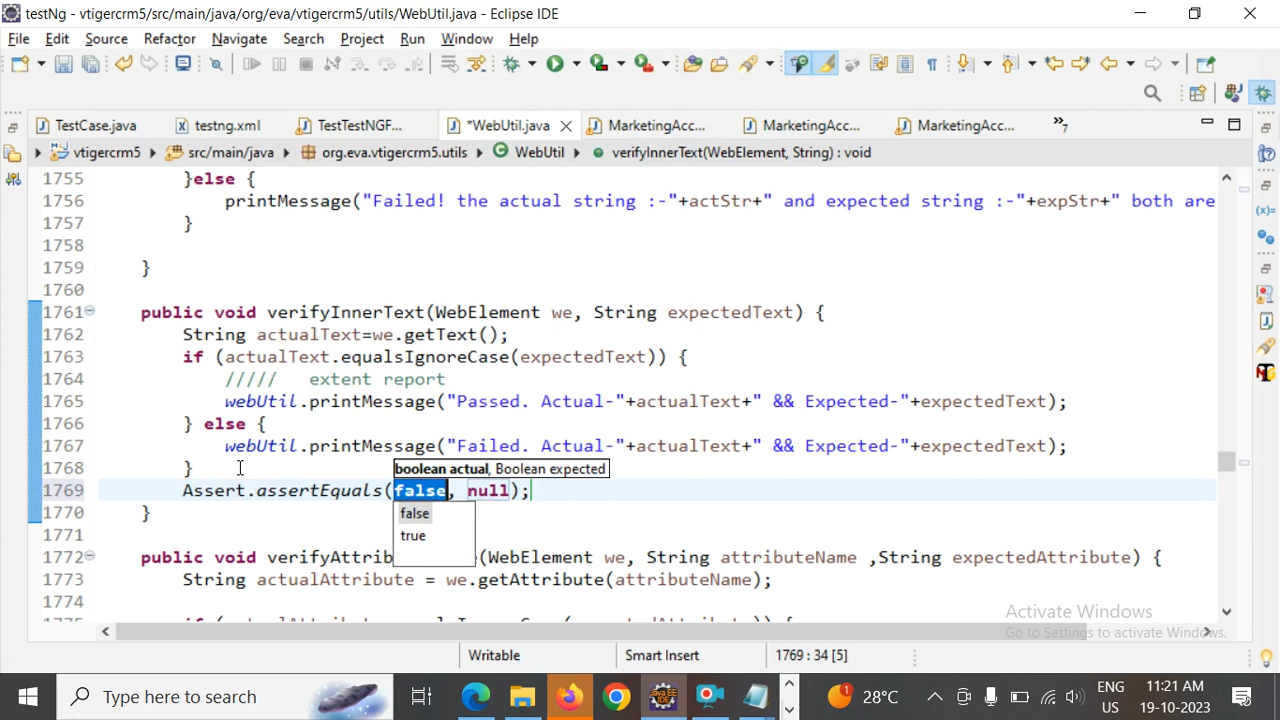 testNg - vtigercrm5/src/main/java/org/eva/vtigercrm5/utils/WebUtil.java - Eclipse IDE
File Edit Source Refactor Navigate Search Project Run Window Help
TestCase.java testng.xml TestTestNGF... *WebUtil.java MarketingAcc... MarketingAcc... MarketingAcc... »7
vtigercrm5 src/main/java org.eva.vtigercrm5.utils WebUtil verifyInnerText(WebElement, String) : void
1755 }else {
1756 printMessage("Failed! the actual string :-"+actStr+" and expected string :-"+expStr+" both are
1757 }
1758
1759 }
1760
1761 public void verifyInnerText(WebElement we, String expectedText) {
1762 String actualText=we.getText();
1763 if (actualText.equalsIgnoreCase(expectedText)) {
1764 ///// extent report
1765 webUtil.printMessage("Passed. Actual-"+actualText+" && Expected-"+expectedText);
1766 } else {
1767 webUtil.printMessage("Failed. Actual-"+actualText+" && Expected-"+expectedText);
1768 }
boolean actual, Boolean expected
1769 Assert.assertEquals(false, null);
1770 }
false
1771
true
1772 public void verifyAttrib e(WebElement we, String attributeName ,String expectedAttribute) {
1773 String actualAttribute = we.getAttribute(attributeName);
1774
Activate Windows
Go to Settings to activate Windows.
Writable Smart Insert 1769 : 34 [5]
Type here to search 1 28°C ENG US 11:21 AM 19-10-2023